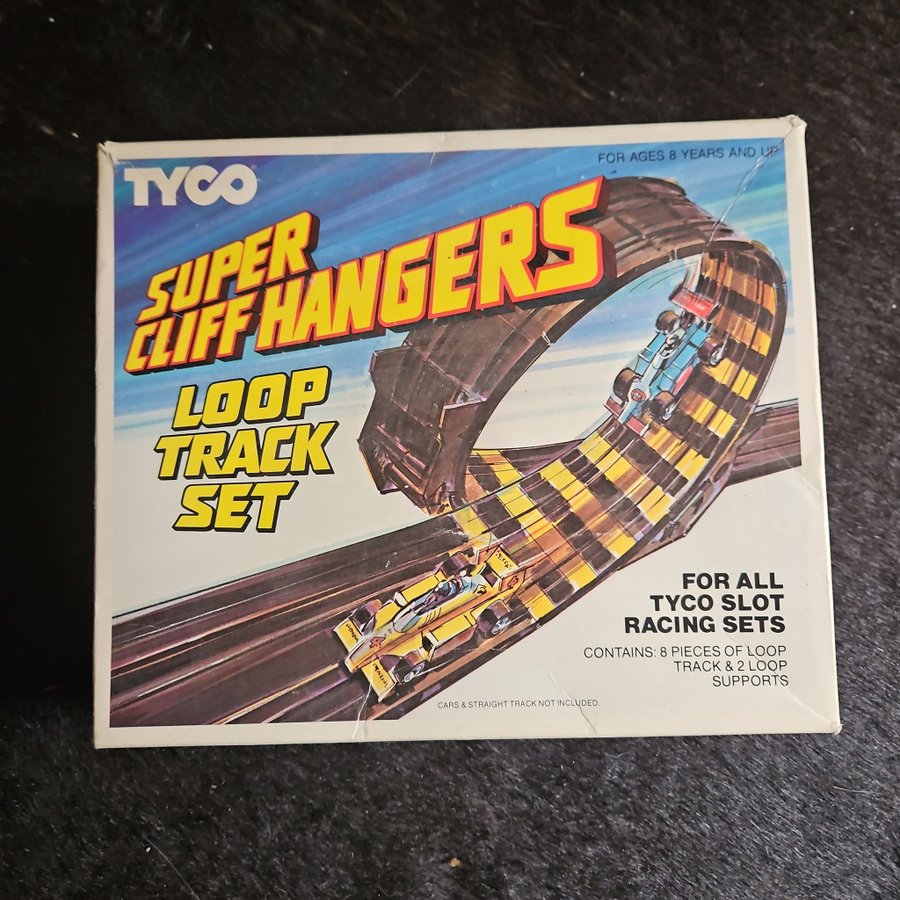 TYCO
FOR AGES 8 YEARS AND UP
SUPER
CLIFF HANGERS
LOOP
TRACK
SET
FOR ALL
TYCO SLOT
RACING SETS
CONTAINS: 8 PIECES OF LOOP
TRACK & 2 LOOP
SUPPORTS
CARS & STRAIGHT TRACK NOT INCLUDED.